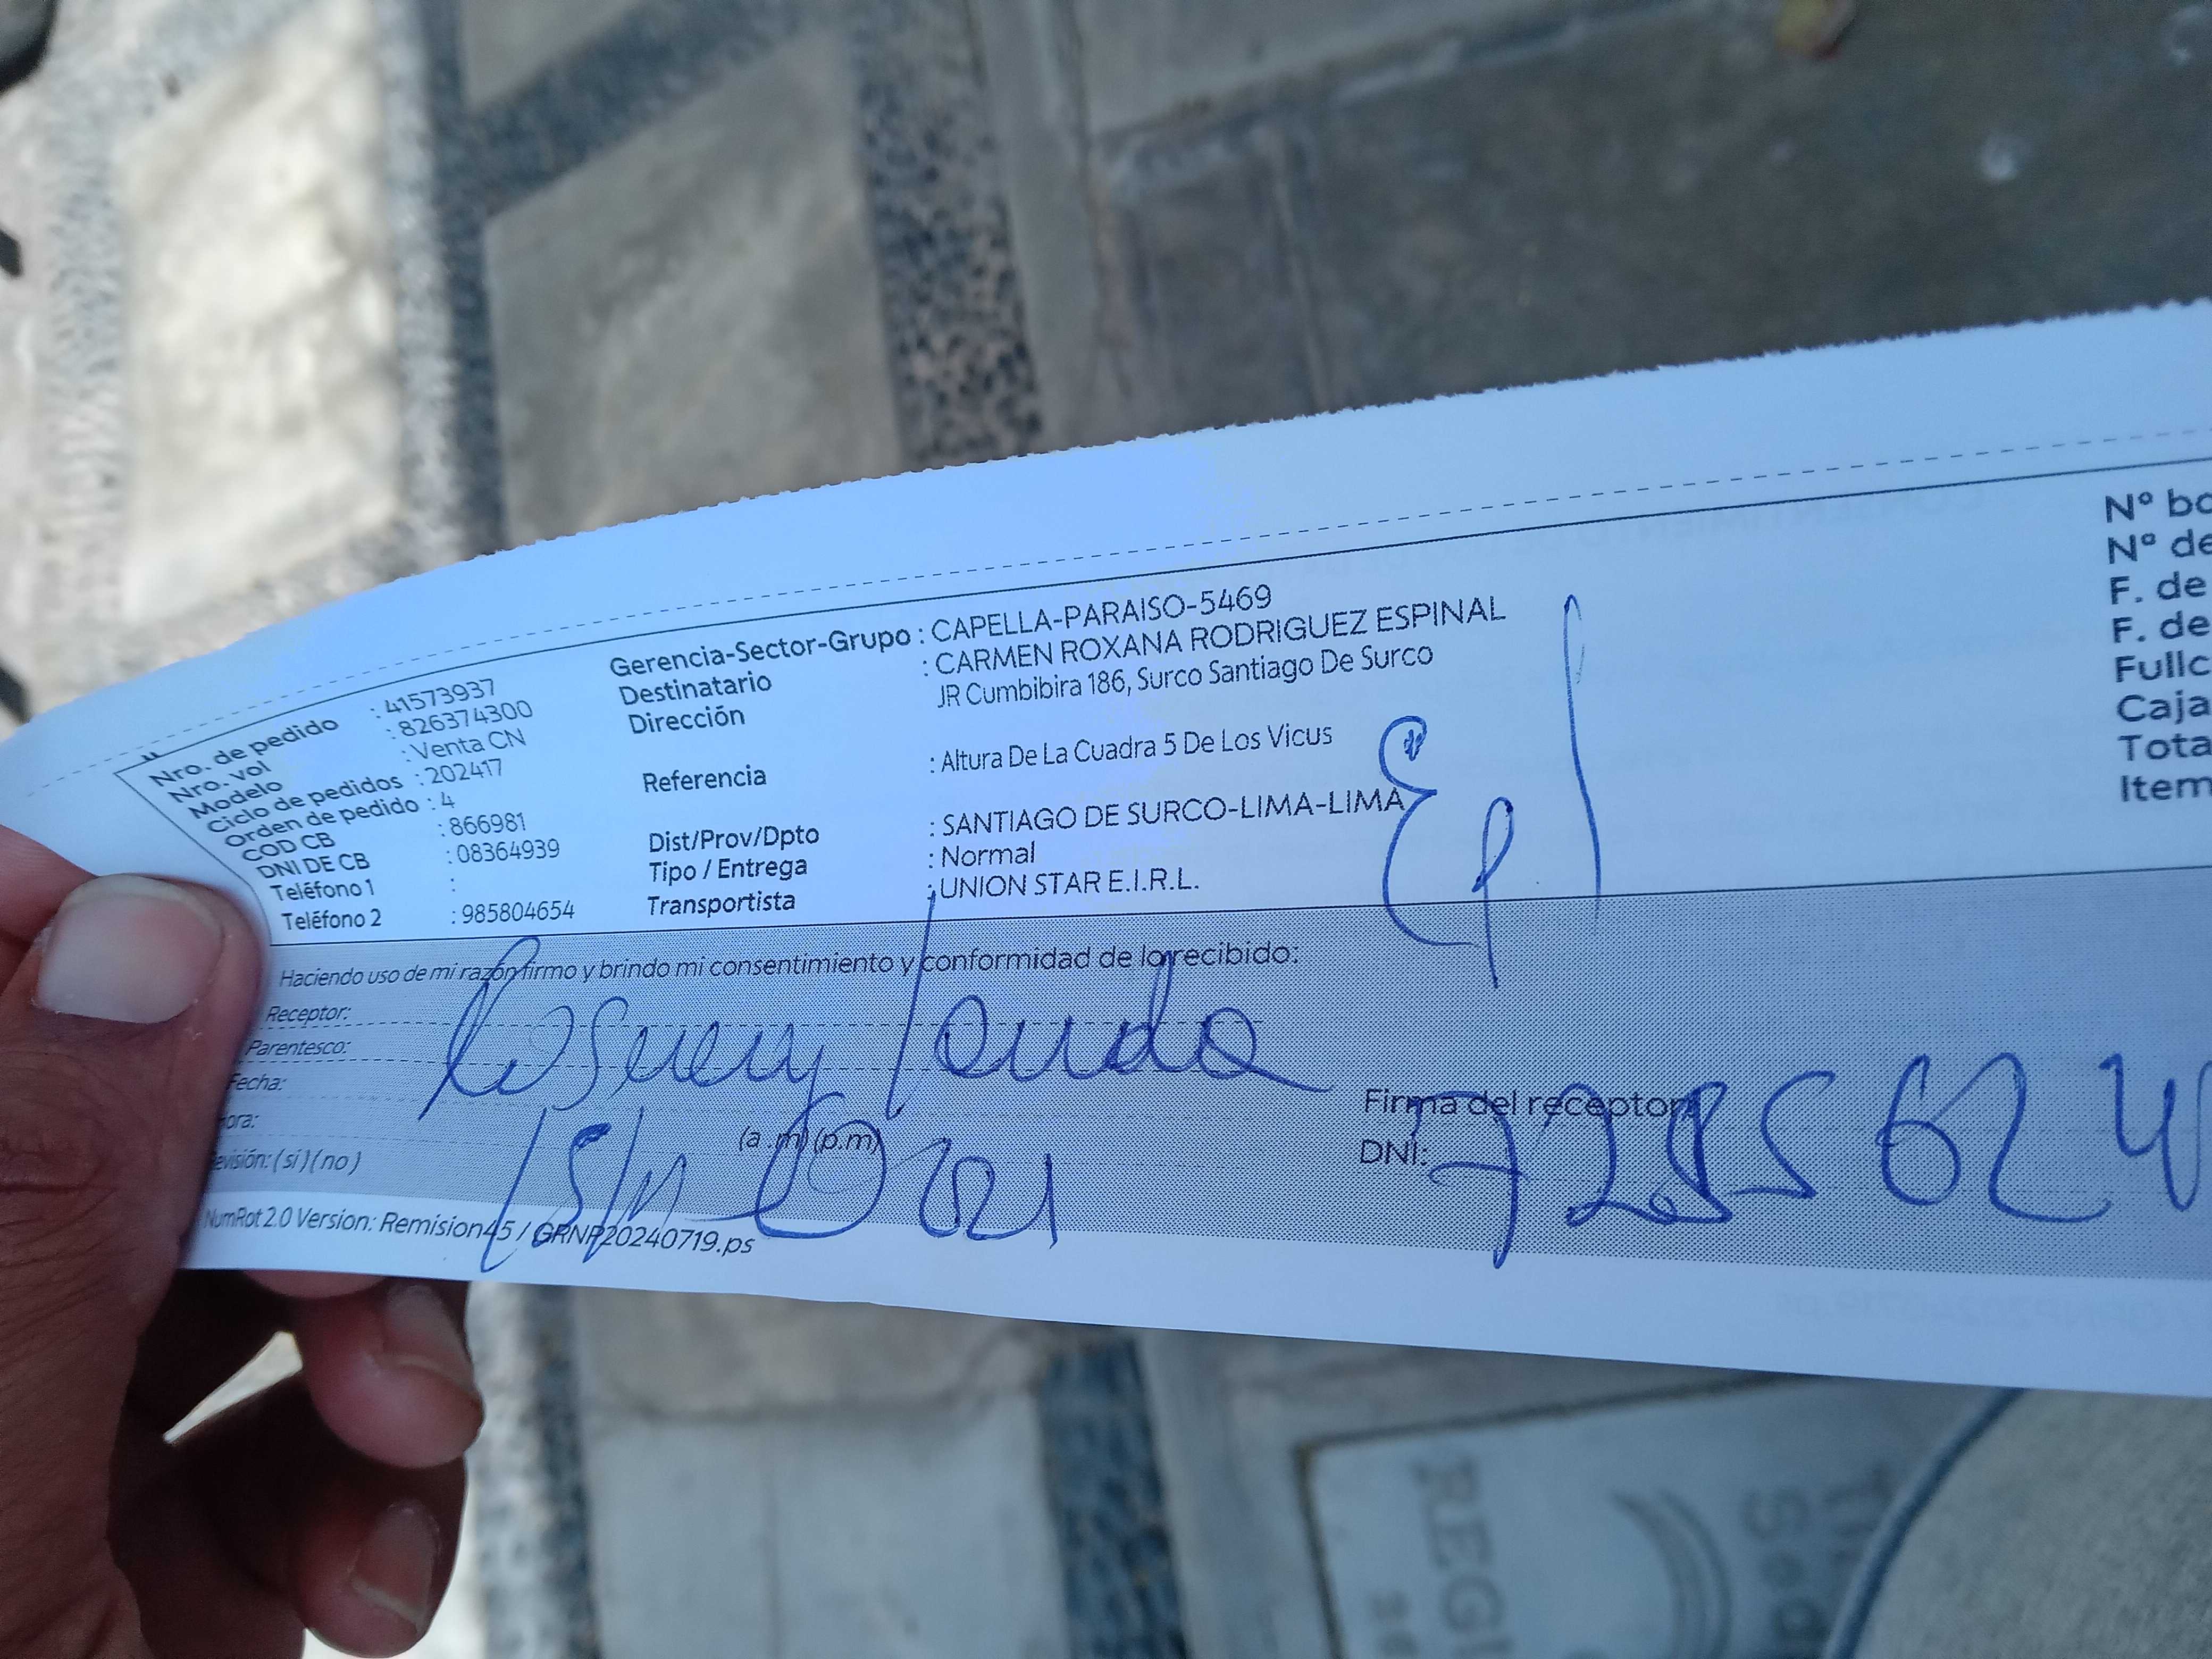 Nro. de pedido : 41573937
Nro. vol : 826374300
Modelo : Venta CN
Ciclo de pedidos : 202417
Orden de pedido : 4
COD CB : 866981
DNI DE CB : 08364939
Teléfono 1 :
Teléfono 2 : 985804654
Gerencia-Sector-Grupo : CAPELLA-PARAISO-5469
Destinatario : CARMEN ROXANA RODRIGUEZ ESPINAL
Dirección JR Cumbibira 186, Surco Santiago De Surco
Referencia : Altura De La Cuadra 5 De Los Vicus
Dist/Prov/Dpto : SANTIAGO DE SURCO-LIMA-LIMA
Tipo / Entrega : Normal
Transportista : UNION STAR E.I.R.L.
Nº bo
Nº de
F. de
F. de
Fullc
Caja
Tota
Item
Haciendo uso de mi razón firmo y brindo mi consentimiento y conformidad de lo recibido:
Receptor:
Parentesco:
Fecha:
ora:
(a.m) (p.m)
evisión: (si) (no)
Firma del receptor
DNI:
NumRot 2.0 Version: Remision45 / GRNP20240719.ps
REGI